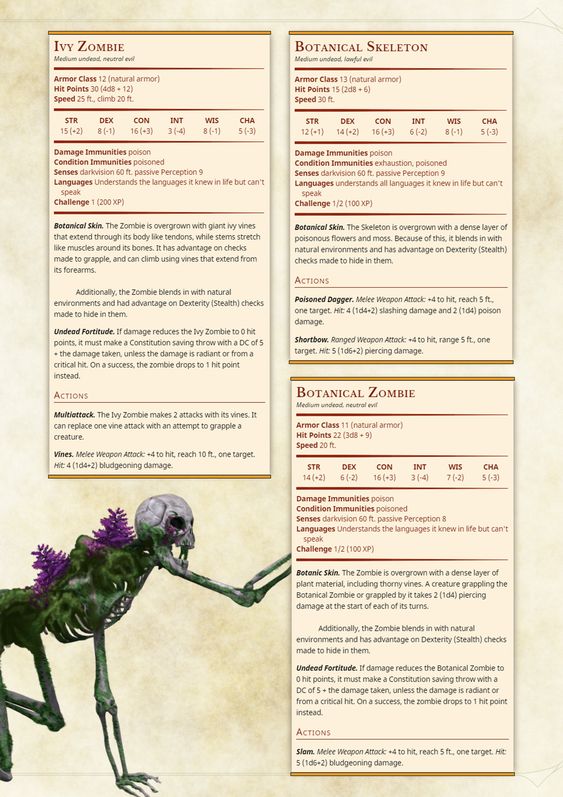 Ivy Zombie
Medium undead, neutral evil
Armor Class 12 (natural armor)
Hit Points 30 (4d8 + 12)
Speed 25 ft., climb 20 ft.
STR DEX CON INT WIS CHA
15 (+2) 8 (-1) 16 (+3) 3 (-4) 8 (-1) 5 (-3)
Damage Immunities poison
Condition Immunities poisoned
Senses darkvision 60 ft. passive Perception 9
Languages Understands the languages it knew in life but can't
speak
Challenge 1 (200 XP)
Botanical Skin. The Zombie is overgrown with giant ivy vines
that extend through its body like tendons, while stems stretch
like muscles around its bones. It has advantage on checks
made to grapple, and can climb using vines that extend from
its forearms.
Additionally, the Zombie blends in with natural
environments and had advantage on Dexterity (Stealth) checks
made to hide in them.
Undead Fortitude. If damage reduces the Ivy Zombie to 0 hit
points, it must make a Constitution saving throw with a DC of 5
+ the damage taken, unless the damage is radiant or from a
critical hit. On a success, the zombie drops to 1 hit point
instead.
Actions
Multiattack. The Ivy Zombie makes 2 attacks with its vines. It
can replace one vine attack with an attempt to grapple a
creature.
Vines. Melee Weapon Attack: +4 to hit, reach 10 ft., one target.
Hit: 4 (1d4+2) bludgeoning damage.
Botanical Skeleton
Medium undead, lawful evil
Armor Class 13 (natural armor)
Hit Points 15 (2d8 + 6)
Speed 30 ft.
STR DEX CON INT WIS CHA
12 (+1) 14 (+2) 16 (+3) 6 (-2) 8 (-1) 5 (-3)
Damage Immunities poison
Condition Immunities exhaustion, poisoned
Senses darkvision 60 ft. passive Perception 9
Languages understands all languages it knew in life but can't
speak
Challenge 1/2 (100 XP)
Botanical Skin. The Skeleton is overgrown with a dense layer of
poisonous flowers and moss. Because of this, it blends in with
natural environments and has advantage on Dexterity (Stealth)
checks made to hide in them.
Actions
Poisoned Dagger. Melee Weapon Attack: +4 to hit, reach 5 ft.,
one target. Hit: 4 (1d4+2) slashing damage and 2 (1d4) poison
damage.
Shortbow. Ranged Weapon Attack: +4 to hit, range 5 ft., one
target. Hit: 5 (1d6+2) piercing damage.
Botanical Zombie
Medium undead, neutral evil
Armor Class 11 (natural armor)
Hit Points 22 (3d8 + 9)
Speed 20 ft.
STR DEX CON INT WIS CHA
14 (+2) 6 (-2) 16 (+3) 3 (-4) 7 (-2) 5 (-3)
Damage Immunities poison
Condition Immunities poisoned
Senses darkvision 60 ft. passive Perception 8
Languages Understands the languages it knew in life but can't
speak
Challenge 1/2 (100 XP)
Botanic Skin. The Zombie is overgrown with a dense layer of
plant material, including thorny vines. A creature grappling the
Botanical Zombie or grappled by it takes 2 (1d4) piercing
damage at the start of each of its turns.
Additionally, the Zombie blends in with natural
environments and has advantage on Dexterity (Stealth) checks
made to hide in them.
Undead Fortitude. If damage reduces the Botanical Zombie to
0 hit points, it must make a Constitution saving throw with a
DC of 5 + the damage taken, unless the damage is radiant or
from a critical hit. On a success, the zombie drops to 1 hit point
instead.
Actions
Slam. Melee Weapon Attack: +4 to hit, reach 5 ft., one target. Hit:
5 (1d6+2) bludgeoning damage.